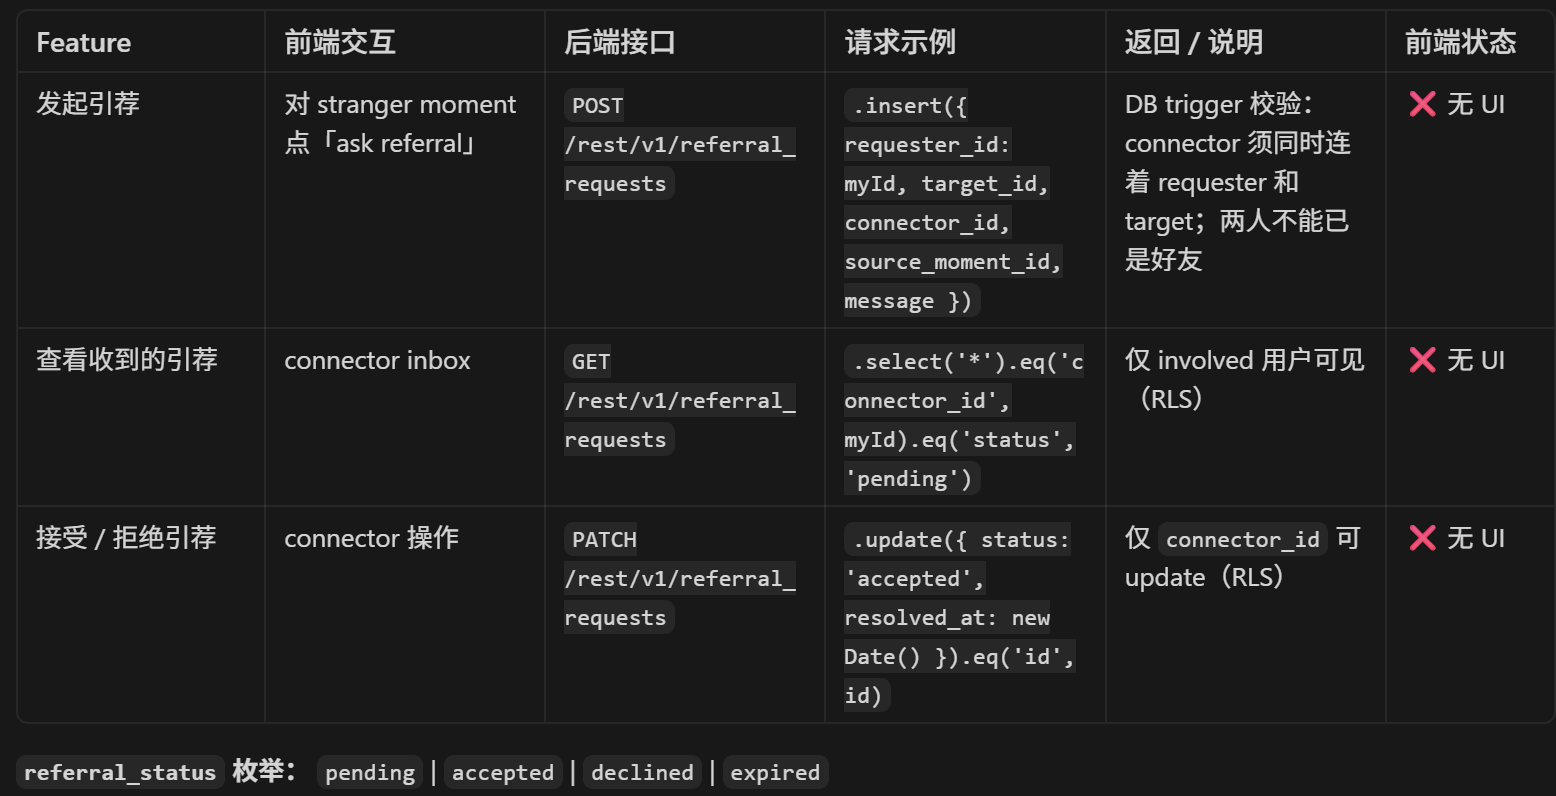 Feature 前端交互 后端接口 请求示例 返回 / 说明 前端状态
发起引荐
对 stranger moment
点「ask referral」
POST
/rest/v1/referral_
requests
.insert({
requester_id:
myId, target_id,
connector_id,
source_moment_id,
message })
DB trigger 校验：
connector 须同时连
着 requester 和
target；两人不能已
是好友
❌ 无 UI
查看收到的引荐
connector inbox
GET
/rest/v1/referral_
requests
.select('*').eq('c
onnector_id',
myId).eq('status',
'pending')
仅 involved 用户可见
（RLS）
❌ 无 UI
接受 / 拒绝引荐
connector 操作
PATCH
/rest/v1/referral_
requests
.update({ status:
'accepted',
resolved_at: new
Date() }).eq('id',
id)
仅 connector_id 可
update（RLS）
❌ 无 UI
referral_status 枚举： pending | accepted | declined | expired